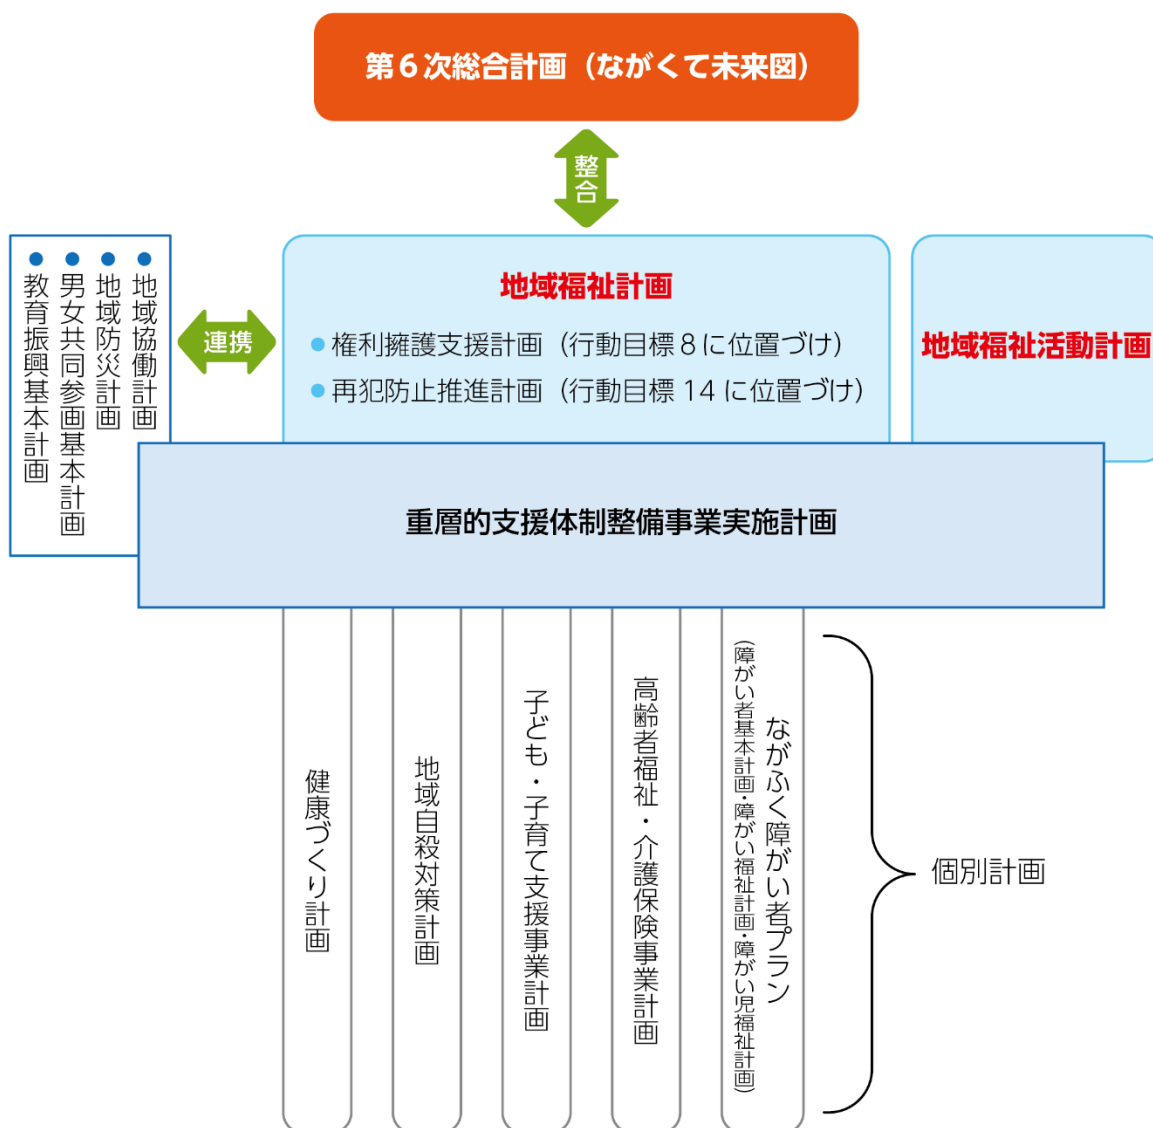 第6次総合計画（ながくて未来図）
整合
● 地域協働計画
● 地域防災計画
● 男女共同参画基本計画
● 教育振興基本計画
連携
地域福祉計画
● 権利擁護支援計画（行動目標8に位置づけ）
● 再犯防止推進計画（行動目標14に位置づけ）
地域福祉活動計画
重層的支援体制整備事業実施計画
健康づくり計画
地域自殺対策計画
子ども・子育て支援事業計画
高齢者福祉・介護保険事業計画
ながふく障がい者プラン
（障がい者基本計画・障がい福祉計画・障がい児福祉計画）
個別計画